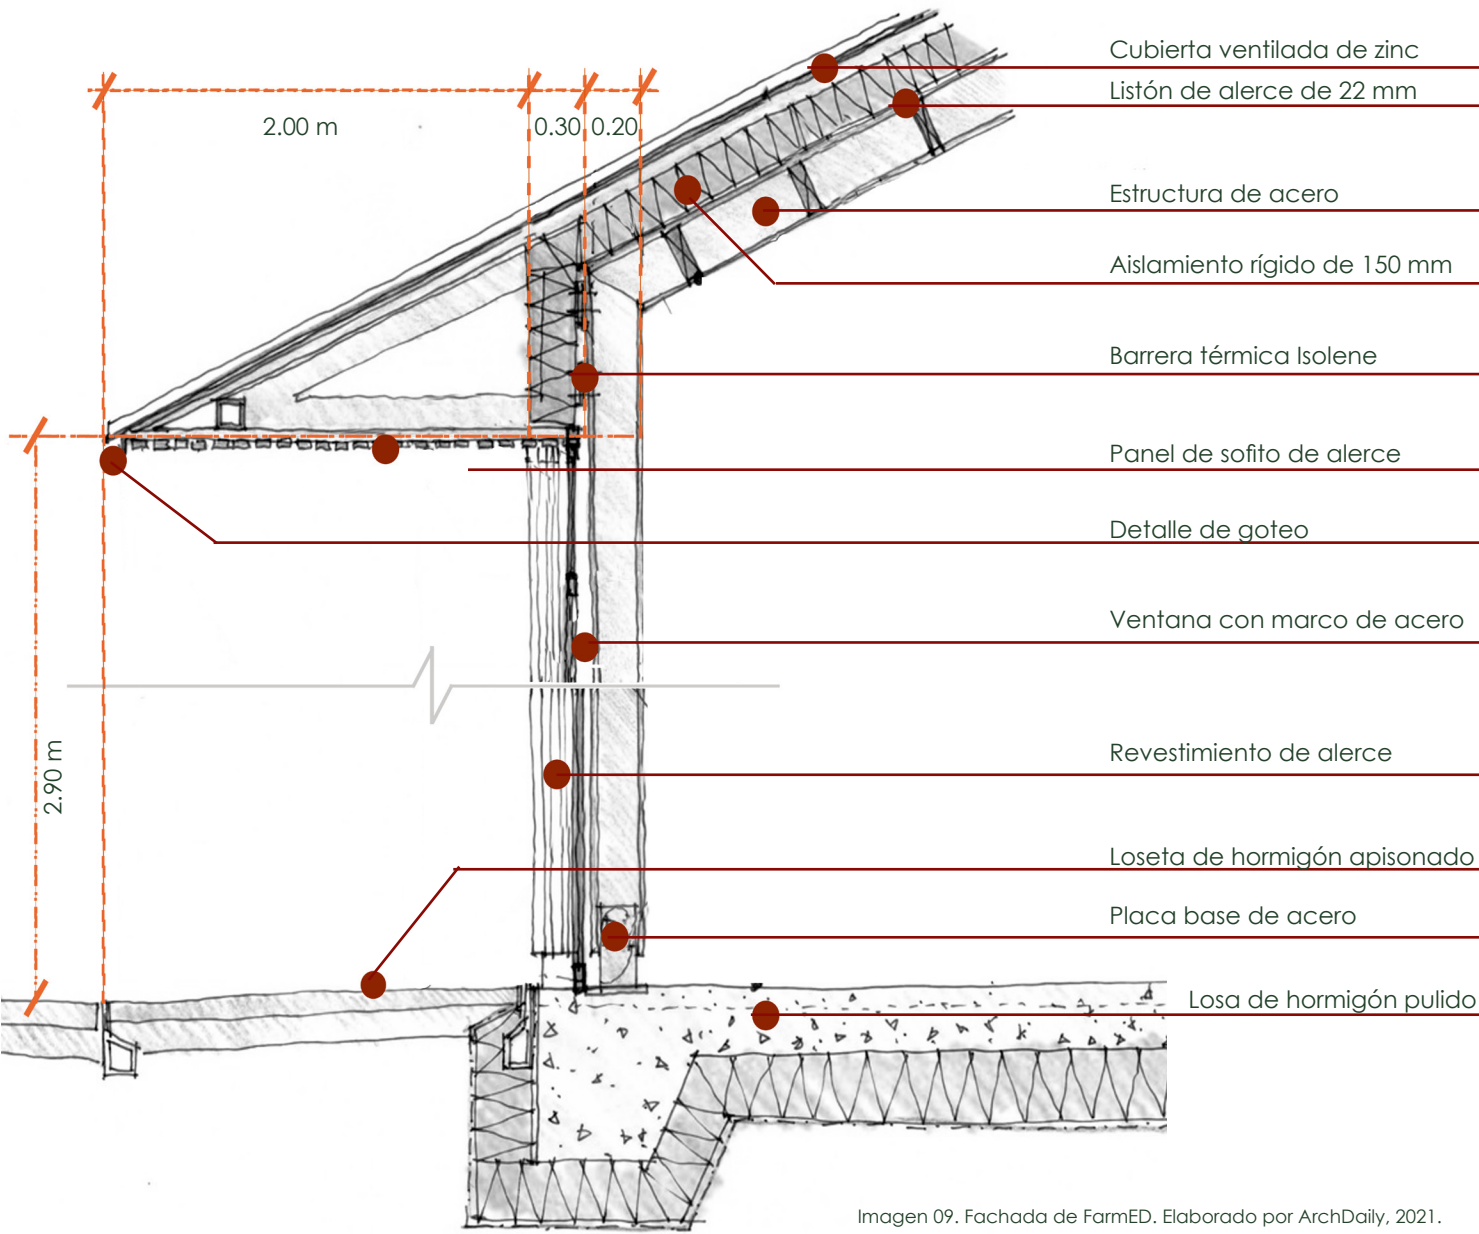 Cubierta ventilada de zinc
Listón de alerce de 22 mm
2.00 m
0.30
0.20
Estructura de acero
Aislamiento rígido de 150 mm
Barrera térmica Isolene
Panel de sofito de alerce
Detalle de goteo
Ventana con marco de acero
2.90 m
Revestimiento de alerce
Loseta de hormigón apisonado
Placa base de acero
Losa de hormigón pulido
Imagen 09. Fachada de FarmED. Elaborado por ArchDaily, 2021.